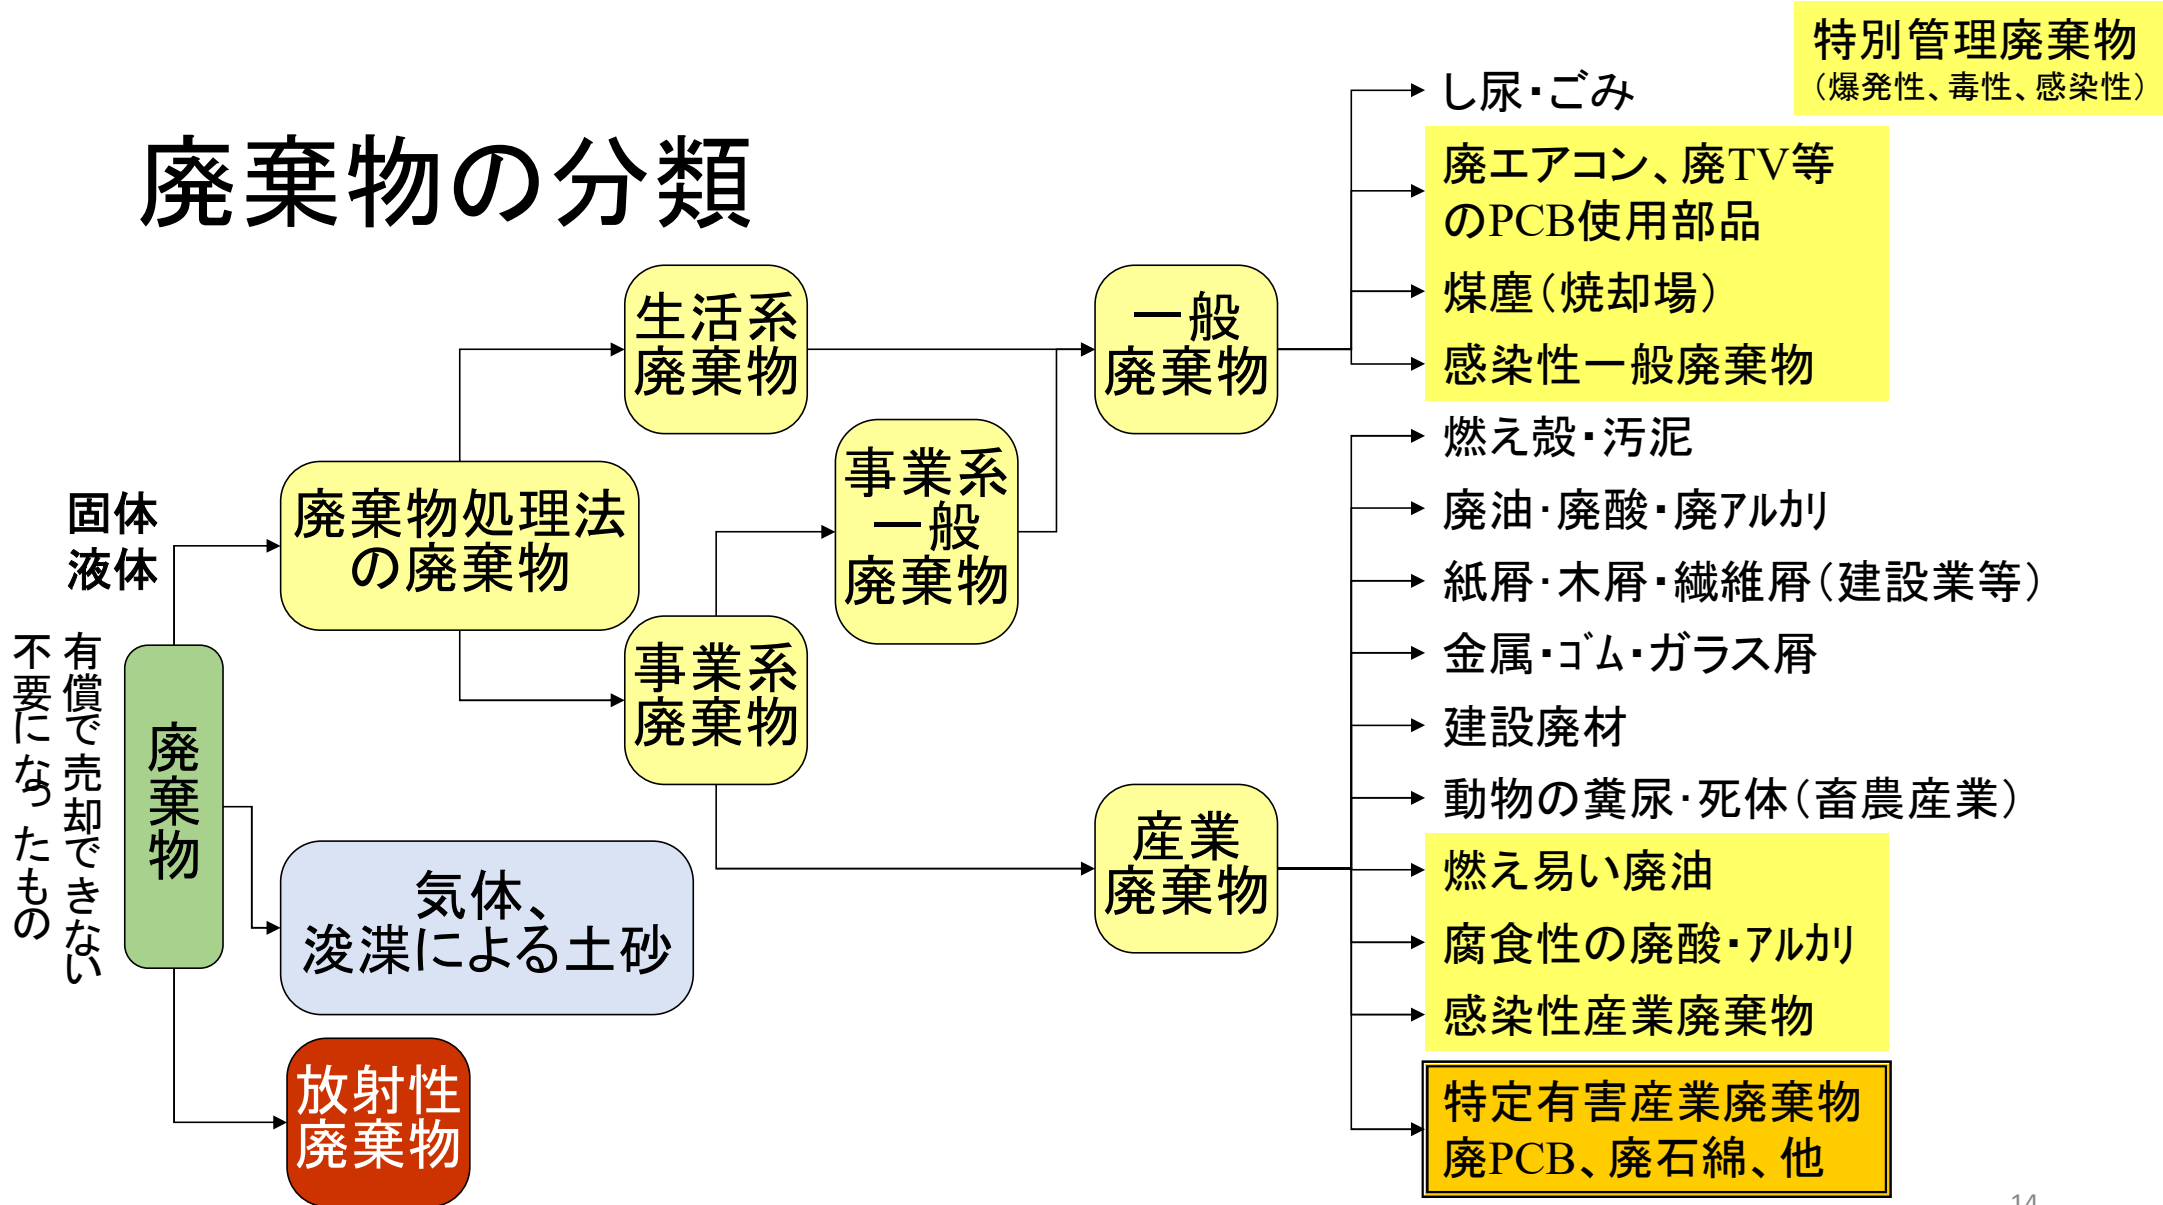 廃棄物の分類
特別管理廃棄物
（爆発性、毒性、感染性）
固体
液体
有償で売却できない
不要になったもの
廃棄物
廃棄物処理法
の廃棄物
気体、
浚渫による土砂
放射性
廃棄物
生活系
廃棄物
事業系
廃棄物
事業系
一般
廃棄物
一般
廃棄物
産業
廃棄物
し尿・ごみ
廃エアコン、廃TV等
のPCB使用部品
煤塵（焼却場）
感染性一般廃棄物
燃え殻・汚泥
廃油･廃酸・廃ｱﾙｶﾘ
紙屑･木屑・繊維屑（建設業等）
金属・ｺﾞﾑ・ガラス屑
建設廃材
動物の糞尿･死体（畜農産業）
燃え易い廃油
腐食性の廃酸・ｱﾙｶﾘ
感染性産業廃棄物
特定有害産業廃棄物
廃PCB、廃石綿、他
14